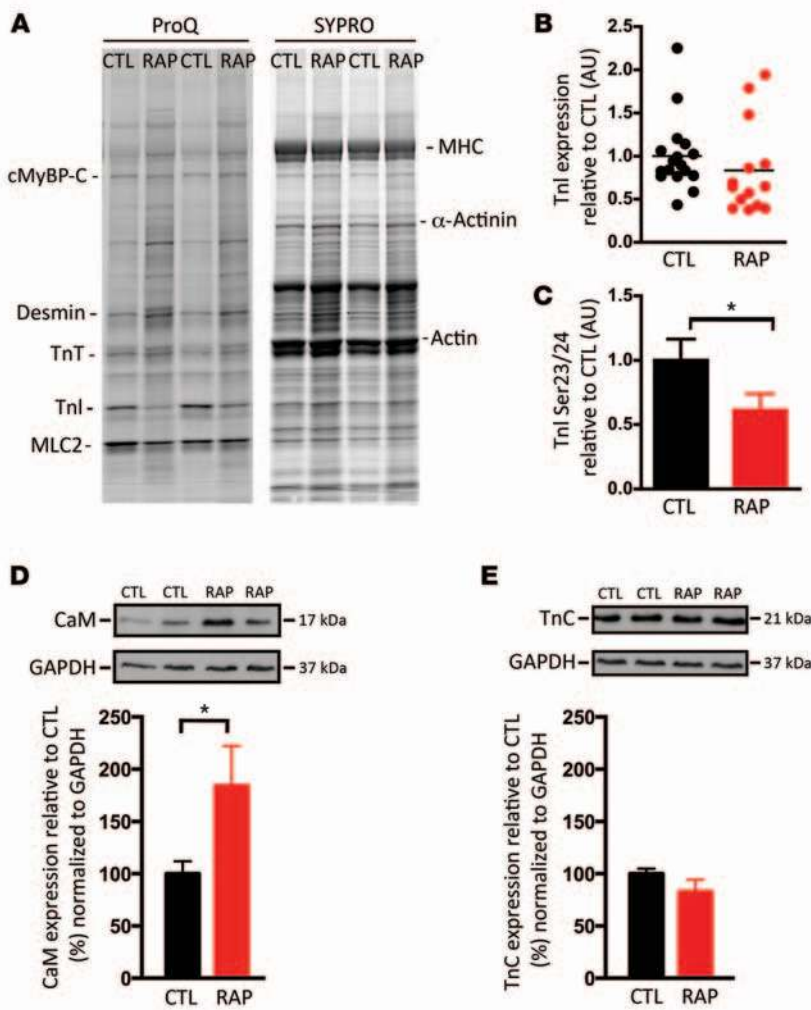 A
ProQ
SYPRO
CTL RAP CTL RAP
CTL RAP CTL RAP
cMyBP-C
Desmin
TnT
TnI
MLC2
MHC
α-Actinin
Actin
B
TnI expression
relative to CTL (AU)
2.5
2.0
1.5
1.0
0.5
0.0
CTL
RAP
C
TnI Ser23/24
relative to CTL (AU)
1.5
1.0
0.5
0.0
*
CTL
RAP
D
CTL CTL RAP RAP
CaM
17 kDa
GAPDH
37 kDa
CaM expression relative to CTL
(%) normalized to GAPDH
250
200
150
100
50
0
*
CTL RAP
E
CTL CTL RAP RAP
TnC
21 kDa
GAPDH
37 kDa
TnC expression relative to CTL
(%) normalized to GAPDH
250
200
150
100
50
0
CTL RAP